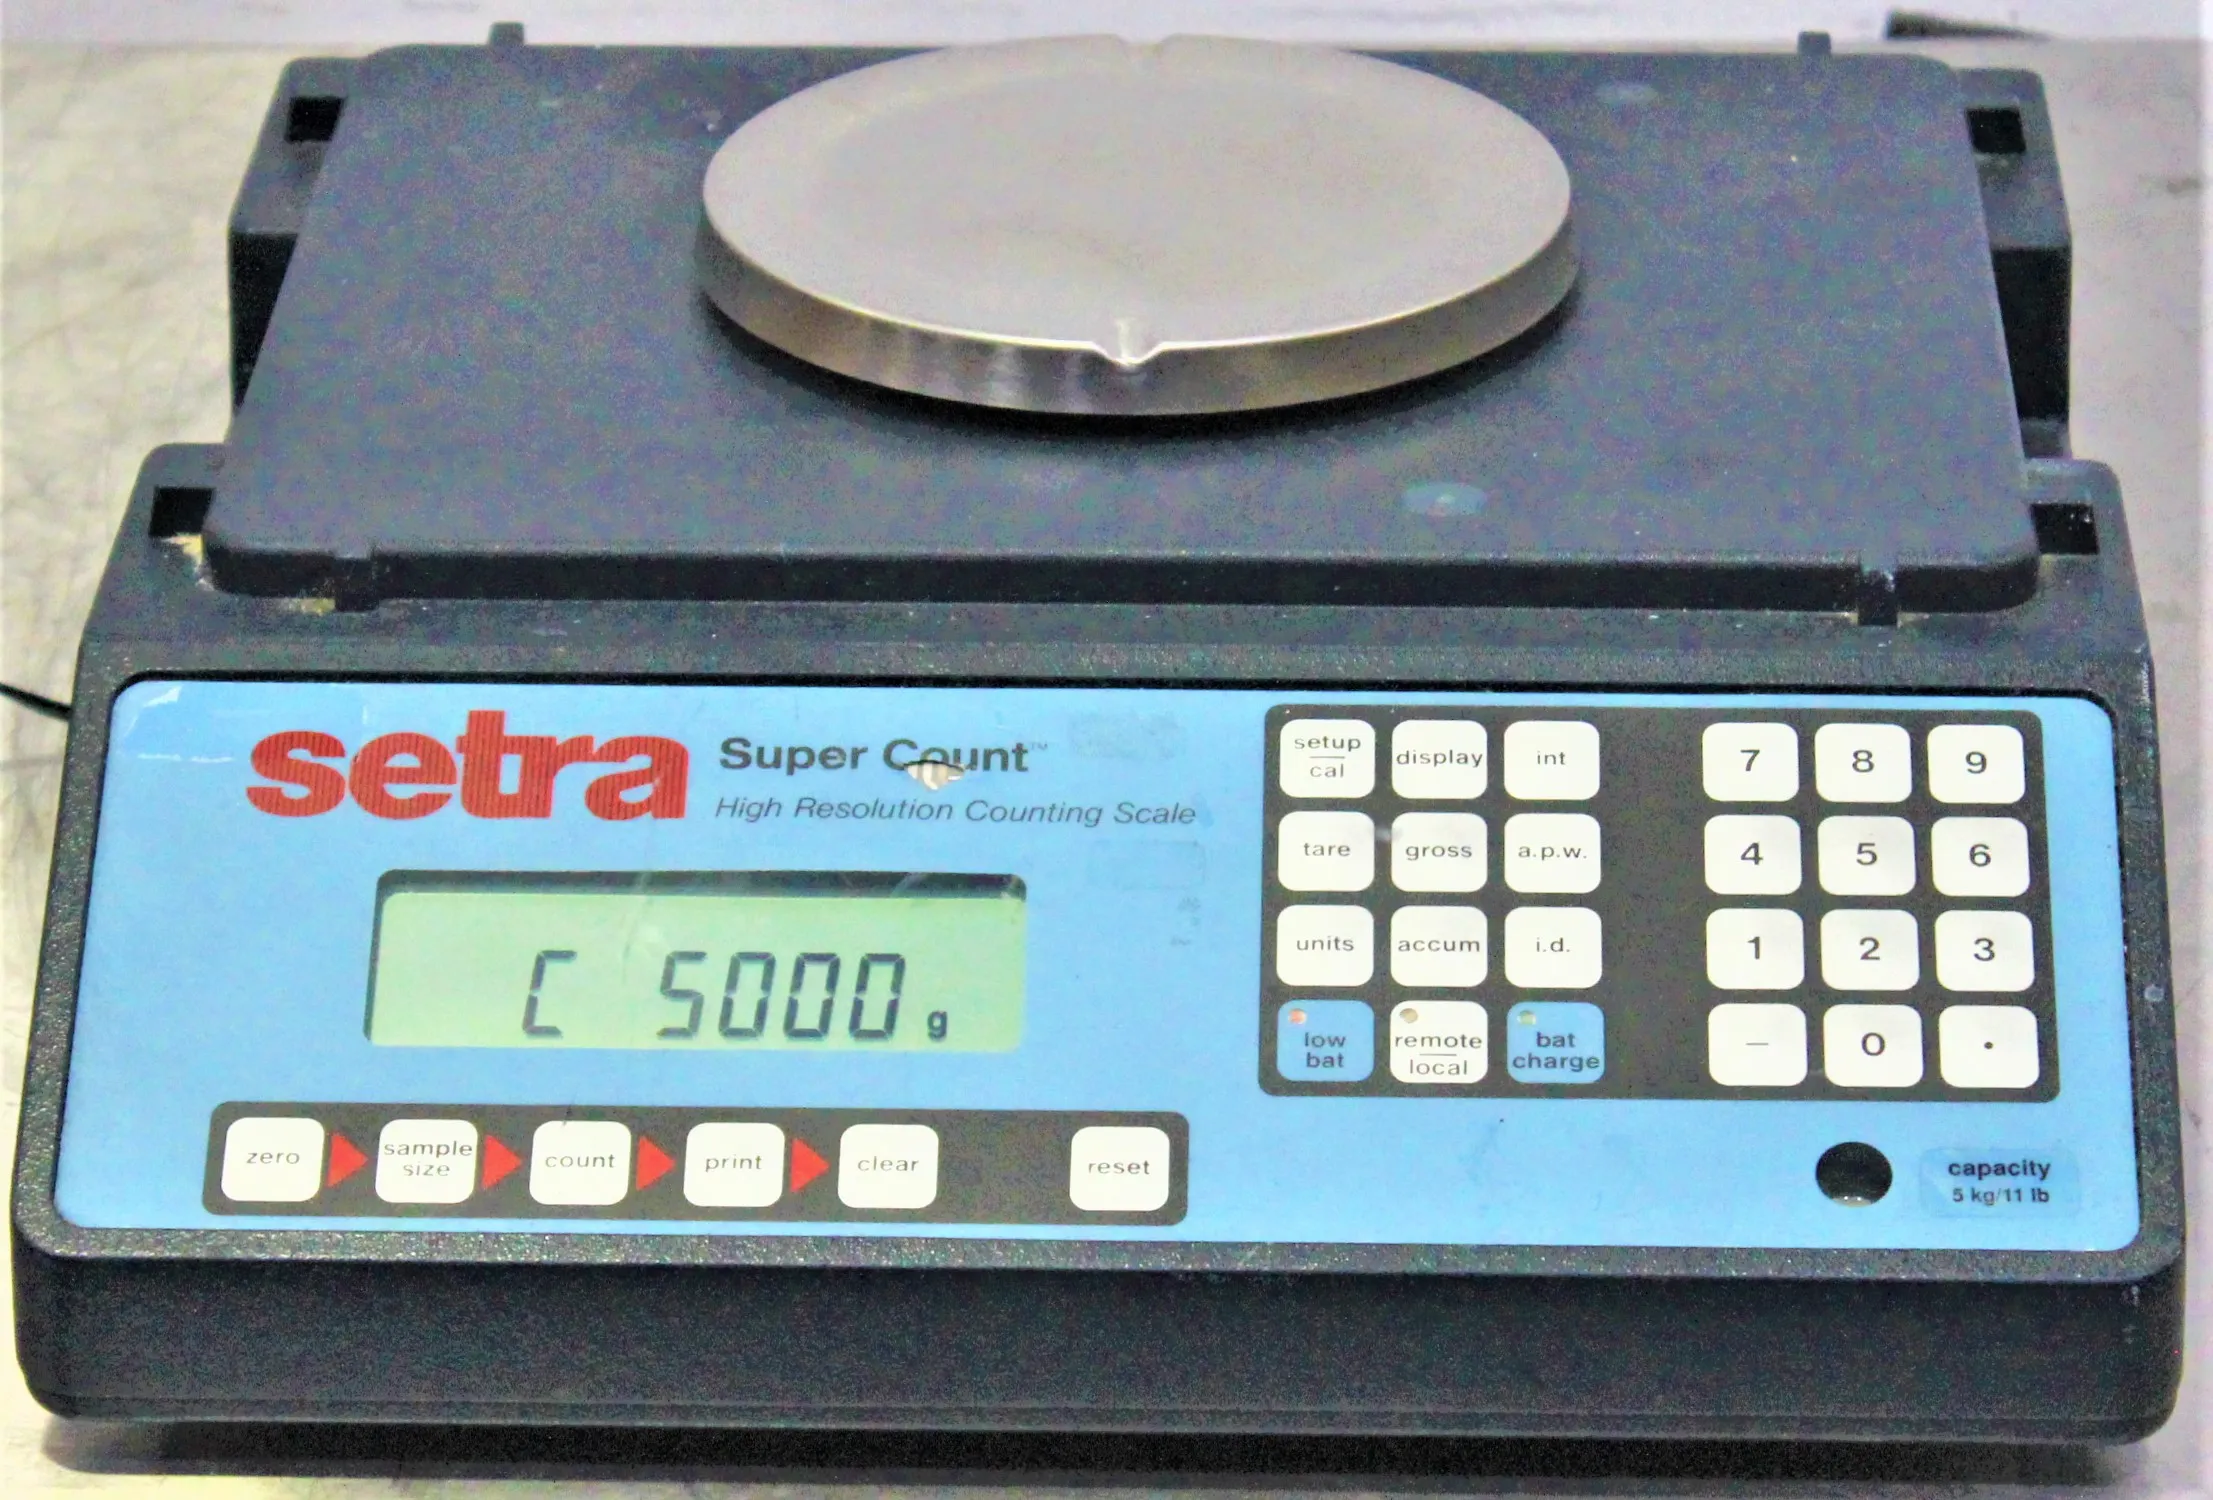 setra
Super Count™
High Resolution Counting Scale
C 5000 g
zero
sample
size
count
print
clear
reset
setup
cal
display
int
tare
gross
a.p.w.
units
accum
i.d.
low
bat
remote
local
bat
charge
7 8 9
4 5 6
1 2 3
— 0 •
capacity
5 kg/11 lb